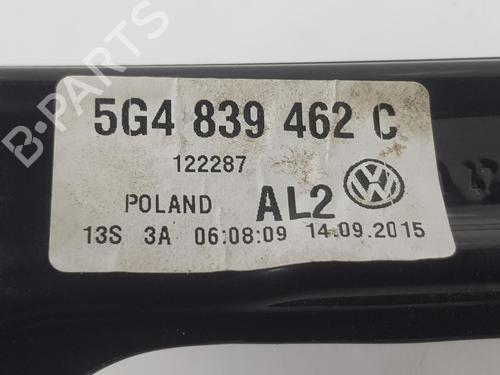 B-PARTS
5G4 839 462 C
122287
POLAND AL2
13S 3A 06:08:09 14.09.2015